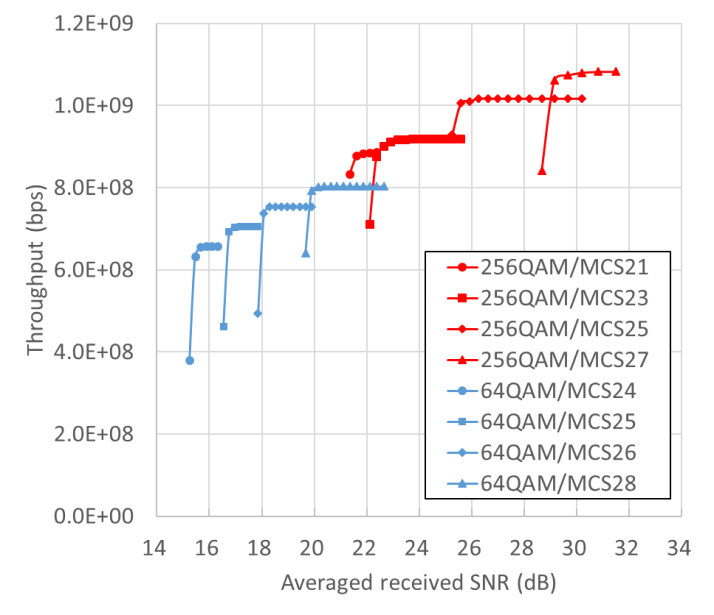 1.2E+09
1.0E+09
8.0E+08
6.0E+08
4.0E+08
2.0E+08
0.0E+00
Throughput (bps)
256QAM/MCS21
256QAM/MCS23
256QAM/MCS25
256QAM/MCS27
64QAM/MCS24
64QAM/MCS25
64QAM/MCS26
64QAM/MCS28
14 16 18 20 22 24 26 28 30 32 34
Averaged received SNR (dB)